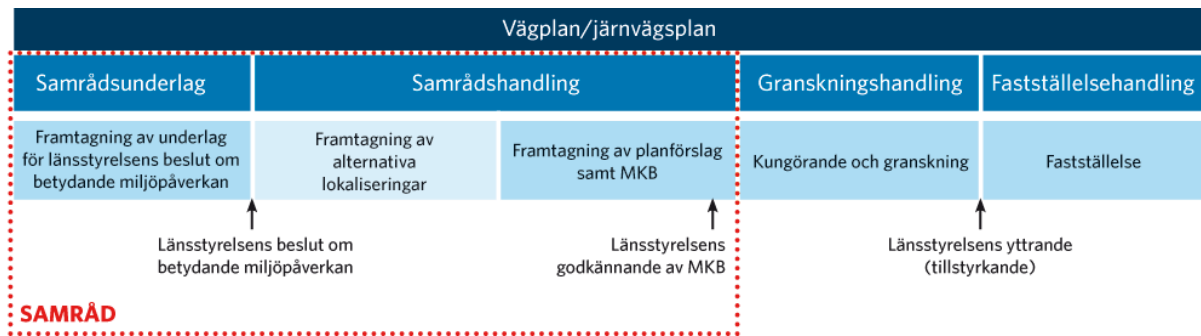 Vägplan/järnvägsplan
Samrådsunderlag
Samrådshandling
Granskningshandling
Fastställelsehandling
Framtagning av underlag
för länsstyrelsens beslut om
betydande miljöpåverkan
Framtagning av
alternativa
lokaliseringar
Framtagning av planförslag
samt MKB
Kungörande och granskning
Fastställelse
Länsstyrelsens beslut om
betydande miljöpåverkan
Länsstyrelsens
godkännande av MKB
Länsstyrelsens yttrande
(tillstyrkande)
SAMRÅD